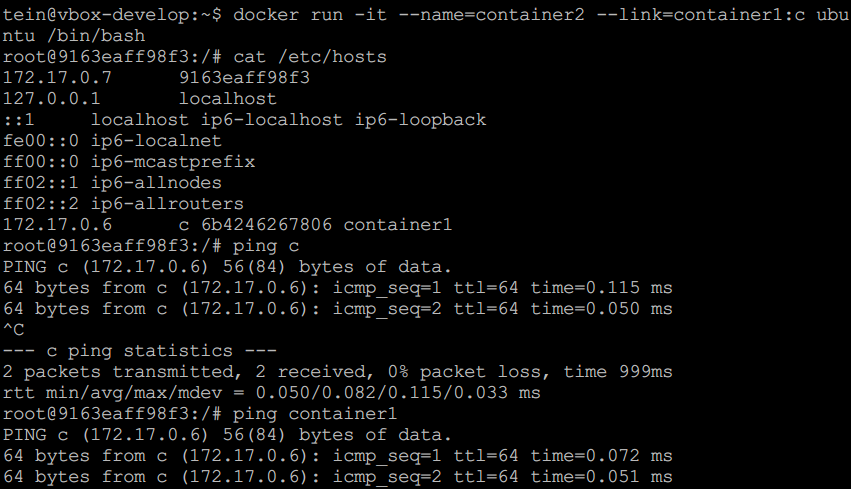 tein@vbox-develop:~$ docker run -it --name=container2 --link=container1:c ubu
ntu /bin/bash
root@9163eaff98f3:/# cat /etc/hosts
172.17.0.7      9163eaff98f3
127.0.0.1       localhost
::1     localhost ip6-localhost ip6-loopback
fe00::0 ip6-localnet
ff00::0 ip6-mcastprefix
ff02::1 ip6-allnodes
ff02::2 ip6-allrouters
172.17.0.6      c 6b4246267806 container1
root@9163eaff98f3:/# ping c
PING c (172.17.0.6) 56(84) bytes of data.
64 bytes from c (172.17.0.6): icmp_seq=1 ttl=64 time=0.115 ms
64 bytes from c (172.17.0.6): icmp_seq=2 ttl=64 time=0.050 ms
^C
--- c ping statistics ---
2 packets transmitted, 2 received, 0% packet loss, time 999ms
rtt min/avg/max/mdev = 0.050/0.082/0.115/0.033 ms
root@9163eaff98f3:/# ping container1
PING c (172.17.0.6) 56(84) bytes of data.
64 bytes from c (172.17.0.6): icmp_seq=1 ttl=64 time=0.072 ms
64 bytes from c (172.17.0.6): icmp_seq=2 ttl=64 time=0.051 ms